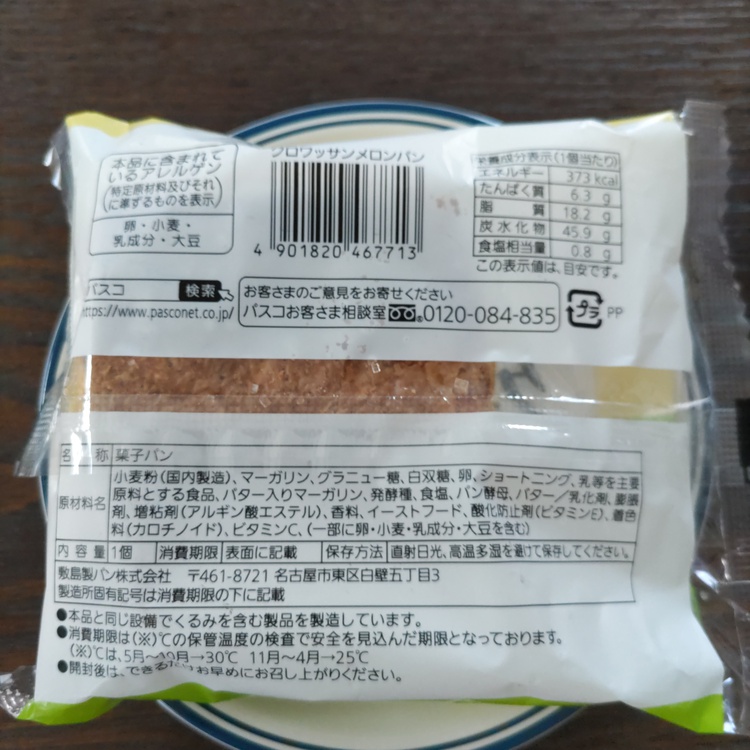 本品に含まれて
いるアレルゲン
(特定原材料及びそれ
に準ずるものを表示)
卵・小麦・
乳成分・大豆
クロワッサンメロンパン
4 901820 467713
栄養成分表示(1個当たり)
エネルギー 373 kcal
たんぱく質 6.3 g
脂質 18.2 g
炭水化物 45.9 g
食塩相当量 0.8 g
この表示値は、目安です。
パスコ 検索
https://www.pasconet.co.jp/
お客さまのご意見をお寄せください
パスコお客さま相談室 0120-084-835
プラ PP
名称 菓子パン
原材料名 小麦粉(国内製造)、マーガリン、グラニュー糖、白双糖、卵、ショートニング、乳等を主要
原料とする食品、バター入りマーガリン、発酵種、食塩、パン酵母、バター/乳化剤、膨脹
剤、増粘剤(アルギン酸エステル)、香料、イーストフード、酸化防止剤(ビタミンE)、着色
料(カロチノイド)、ビタミンC、(一部に卵・小麦・乳成分・大豆を含む)
内容量 1個 消費期限 表面に記載 保存方法 直射日光、高温多湿を避けて保存してください。
敷島製パン株式会社 〒461-8721 名古屋市東区白壁五丁目3
製造所固有記号は消費期限の下に記載
●本品と同じ設備でくるみを含む製品を製造しています。
●消費期限は(※)℃の保管温度の検査で安全を見込んだ期限となっております。
(※)℃は、5月〜10月→30℃ 11月〜4月→25℃
●開封後は、できるだけお早めにお召し上がりください。